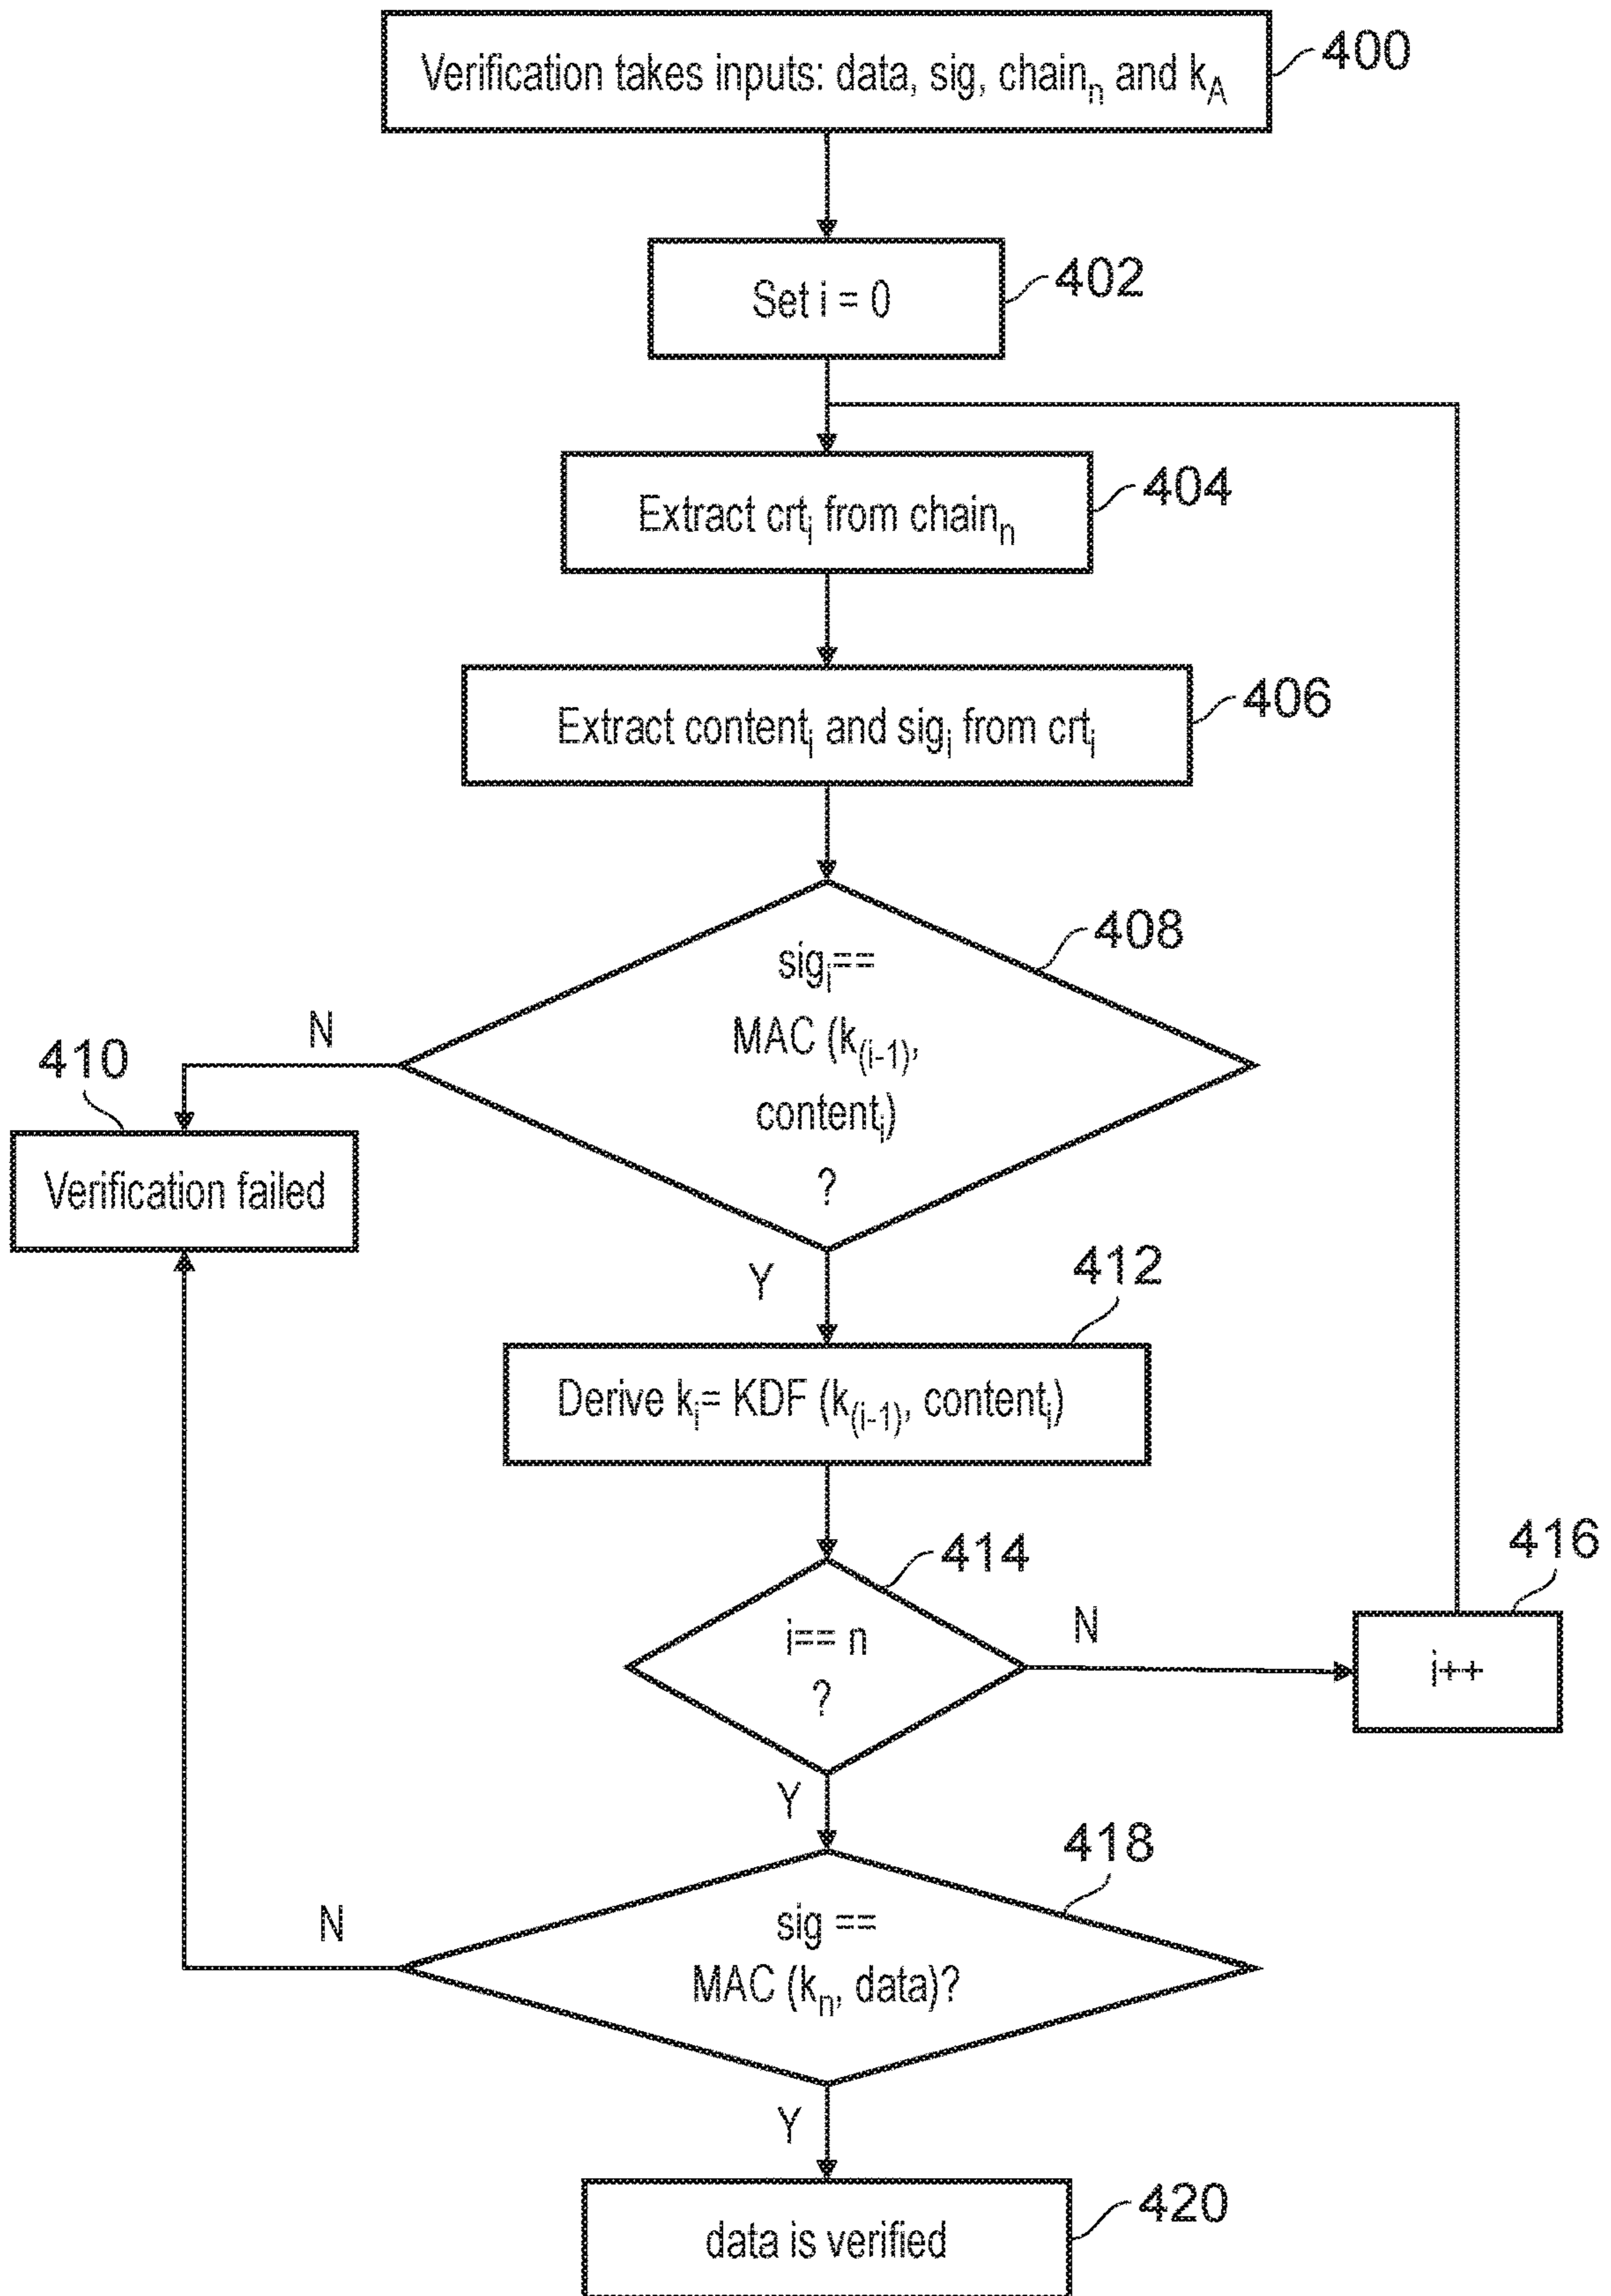 Verification takes inputs: data, sig, chainₙ and k_A
400
Set i = 0
402
Extract crtᵢ from chainₙ
404
Extract contentᵢ and sigᵢ from crtᵢ
406
sigᵢ==
MAC (k₍ᵢ₋₁₎,
contentᵢ)
?
408
N
410
Verification failed
Y
412
Derive kᵢ= KDF (k₍ᵢ₋₁₎, contentᵢ)
414
i== n
?
N
416
i++
Y
418
sig ==
MAC (kₙ, data)?
N
Y
420
data is verified